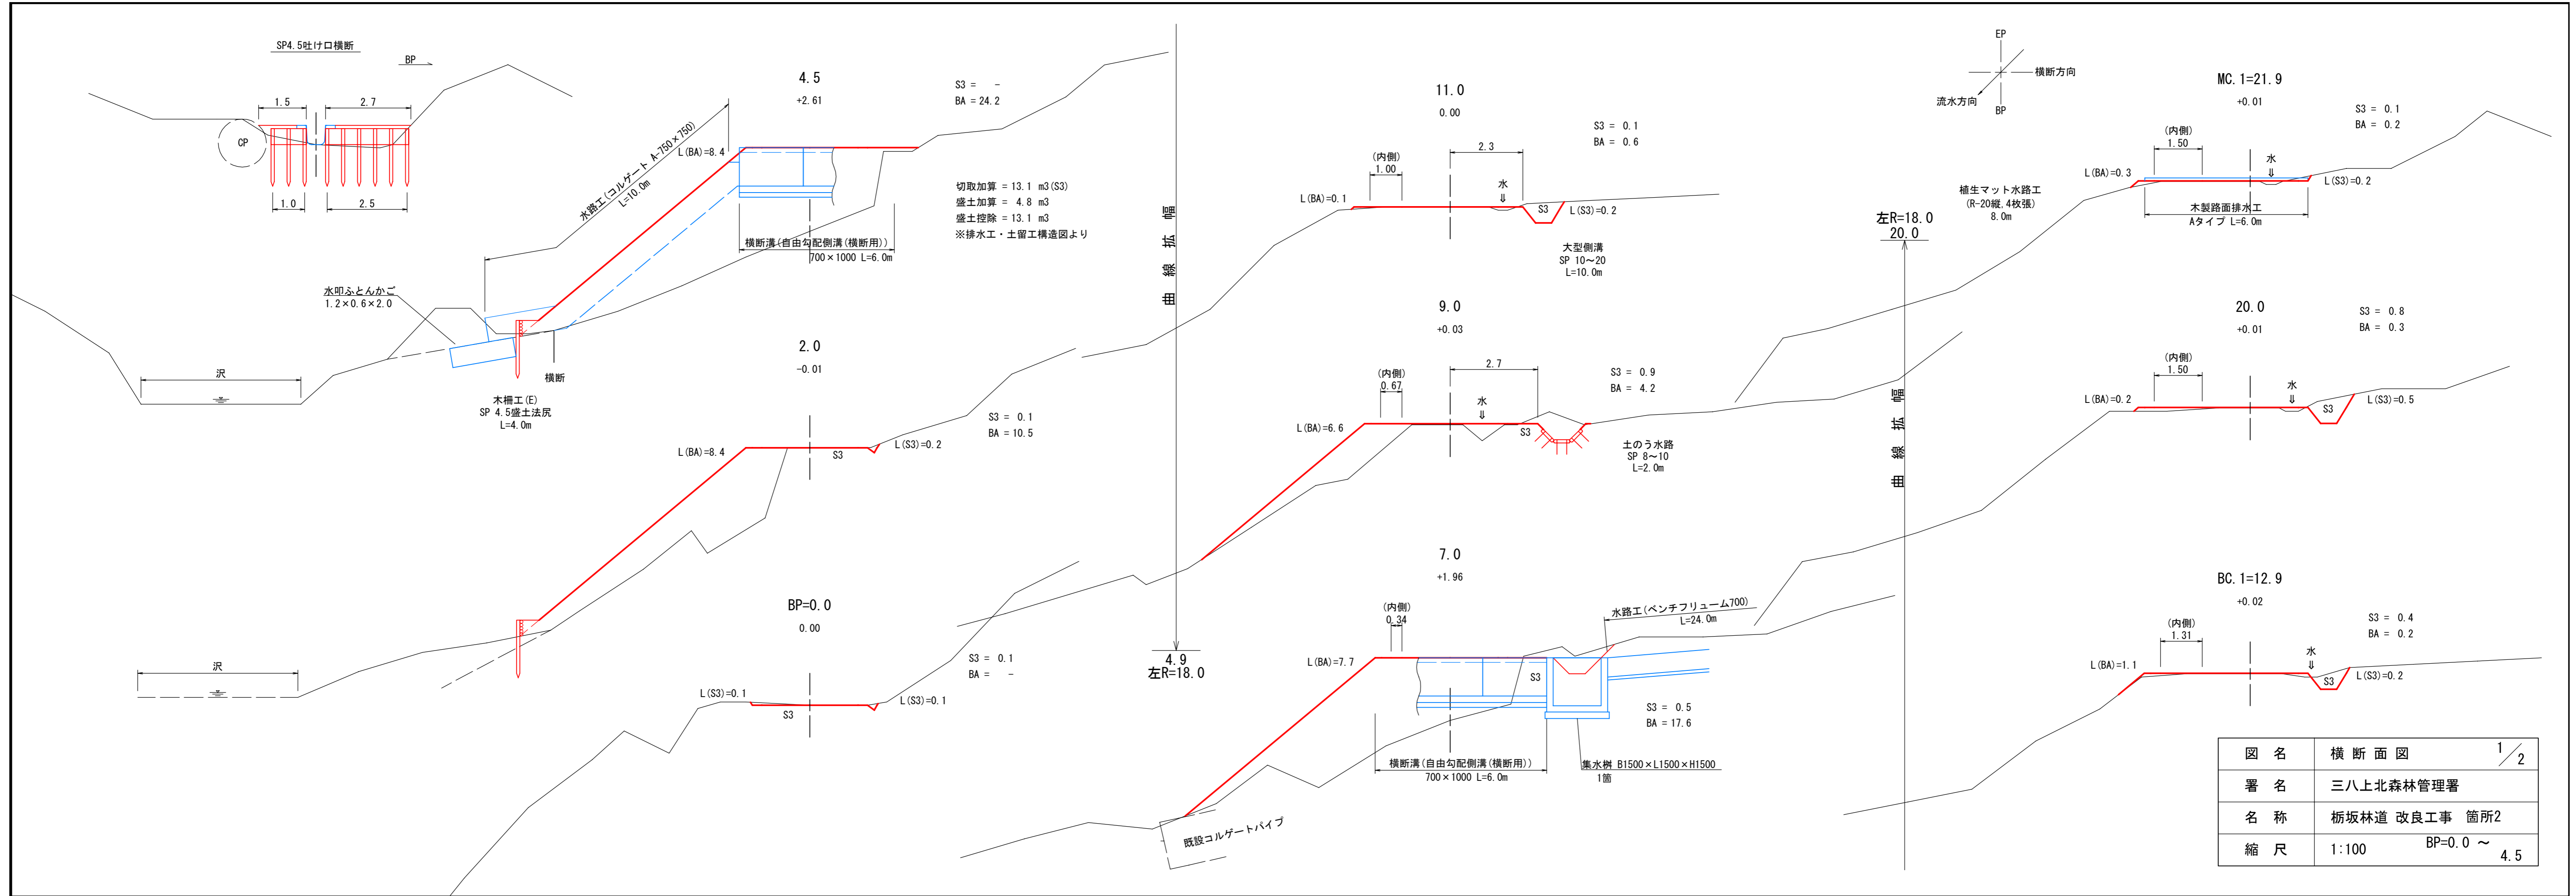 SP4.5吐け口横断
BP
1.5
2.7
CP
1.0
2.5
4.5
+2.61
S3 = -
BA = 24.2
水路工(コルゲート A-750×750)
L=10.0m
L(BA)=8.4
切取加算 = 13.1 m3(S3)
盛土加算 = 4.8 m3
盛土控除 = 13.1 m3
※排水工・土留工構造図より
横断溝(自由勾配側溝(横断用))
700×1000 L=6.0m
水叩ふとんかご
1.2×0.6×2.0
沢
横断
木柵工(E)
SP 4.5盛土法尻
L=4.0m
2.0
-0.01
S3 = 0.1
BA = 10.5
L(BA)=8.4
L(S3)=0.2
S3
沢
BP=0.0
0.00
S3 = 0.1
BA = -
L(S3)=0.1
L(S3)=0.1
S3
曲線拡幅
4.9
左R=18.0
11.0
0.00
S3 = 0.1
BA = 0.6
(内側)
1.00
2.3
水
⇓
L(BA)=0.1
S3
L(S3)=0.2
大型側溝
SP 10～20
L=10.0m
9.0
+0.03
S3 = 0.9
BA = 4.2
(内側)
0.67
2.7
水
⇓
L(BA)=6.6
S3
土のう水路
SP 8～10
L=2.0m
7.0
+1.96
(内側)
0.34
水路工(ベンチフリューム700)
L=24.0m
L(BA)=7.7
S3
S3 = 0.5
BA = 17.6
横断溝(自由勾配側溝(横断用))
700×1000 L=6.0m
集水桝 B1500×L1500×H1500
1箇
既設コルゲートパイプ
左R=18.0
20.0
曲線拡幅
EP
横断方向
流水方向
BP
MC.1=21.9
+0.01
S3 = 0.1
BA = 0.2
(内側)
1.50
水
⇓
L(BA)=0.3
L(S3)=0.2
植生マット水路工
(R-20縦,4枚張)
8.0m
木製路面排水工
Aタイプ L=6.0m
20.0
+0.01
S3 = 0.8
BA = 0.3
(内側)
1.50
水
⇓
L(BA)=0.2
S3
L(S3)=0.5
BC.1=12.9
+0.02
S3 = 0.4
BA = 0.2
(内側)
1.31
水
⇓
L(BA)=1.1
S3
L(S3)=0.2
図名 横断面図 1/2
署名 三八上北森林管理署
名称 栃坂林道 改良工事 箇所2
縮尺 1:100 BP=0.0 ～ 4.5